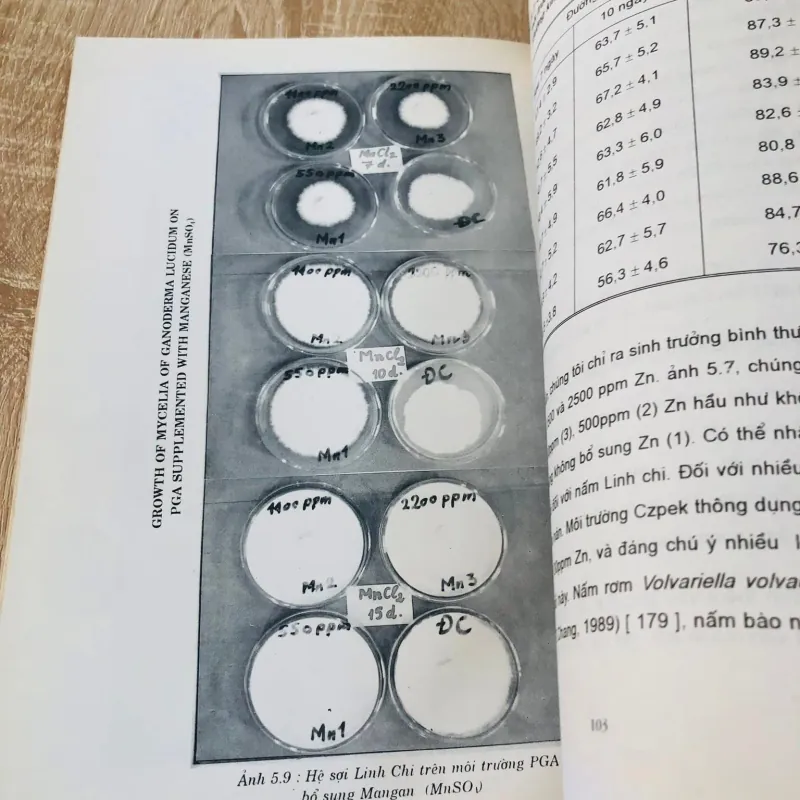 GROWTH OF MYCELIA OF GANODERMA LUCIDUM ON
PGA SUPPLEMENTED WITH MANGANESE (MnSO₄)
1100 ppm
2200 ppm
Mn2
Mn3
MnCl₂
7d.
550 ppm
ĐC
Mn1
1100 ppm
ppm
Mn2
Mn3
MnCl₂
10d.
550 ppm
ĐC
Mn1
1100 ppm
2200 ppm
Mn2
Mn3
MnCl₂
15d.
550 ppm
ĐC
Mn1
Ảnh 5.9 : Hệ sợi Linh Chi trên môi trường PGA
bổ sung Mangan (MnSO₄)
10 ngày
63,7 ± 5.1
87,3 ±
65,7 ± 5,2
89,2 ±
67,2 ± 4,1
83,9 ±
62,8 ± 4,9
82,6
63,3 ± 6,0
80,8
61,8 ± 5,9
88,6
66,4 ± 4,0
84,7
62,7 ± 5,7
76,3
56,3 ± 4,6
chúng tôi chỉ ra sinh trưởng bình
và 2500 ppm Zn. ảnh 5.7, chúng
(3), 500ppm (2) Zn hầu như
không bổ sung Zn (1). Có thể
với nấm Linh chi. Đối với nhiều
Môi trường Czpek thông dụng
Zn, và đáng chú ý nhiều
này. Nấm rơm Volvariella
Chang, 1989) [ 179 ], nấm bào
103